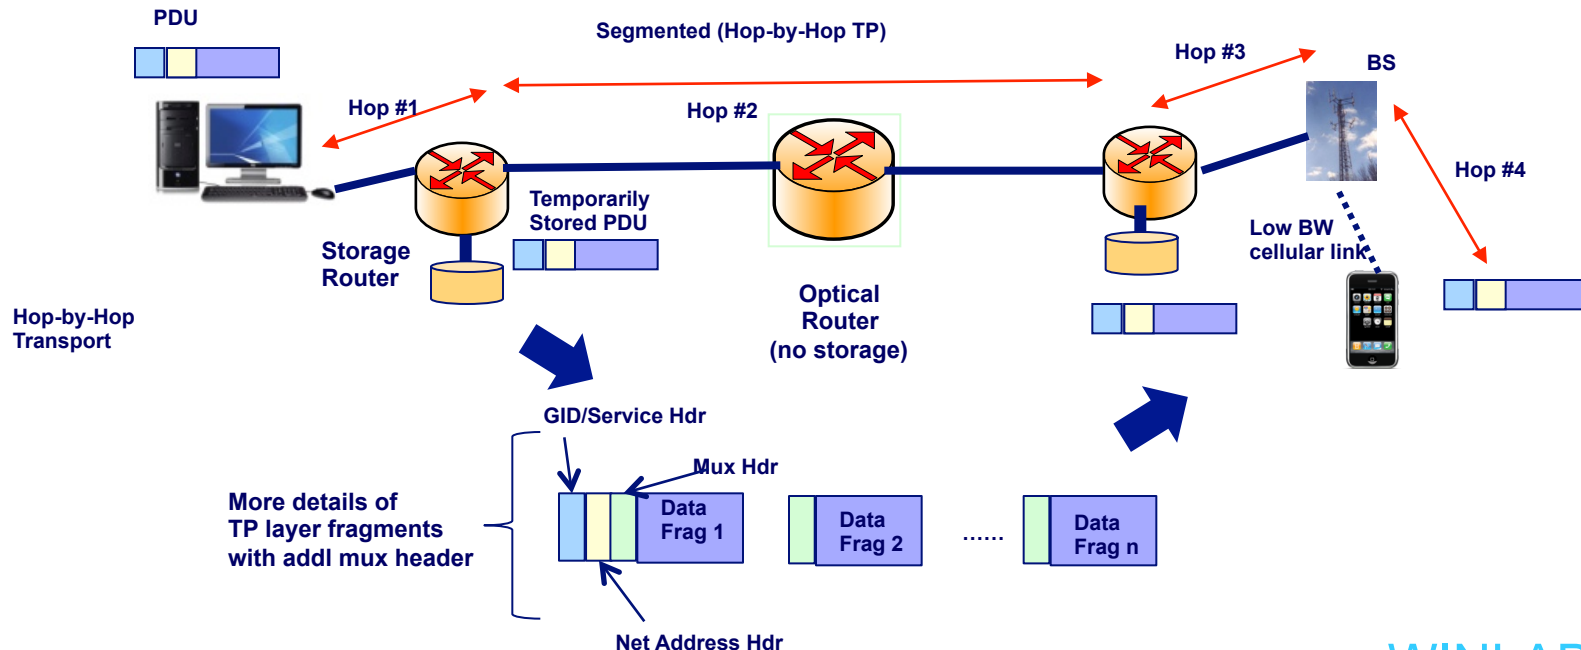 PDU
Segmented (Hop-by-Hop TP)
Hop #3
BS
Hop #1
Hop #2
Hop #4
Temporarily
Stored PDU
Storage
Router
Low BW
cellular link
Optical
Router
(no storage)
Hop-by-Hop
Transport
GID/Service Hdr
Mux Hdr
More details of
TP layer fragments
with addl mux header
Data
Frag 1
Data
Frag 2
......
Data
Frag n
Net Address Hdr
WINLAB